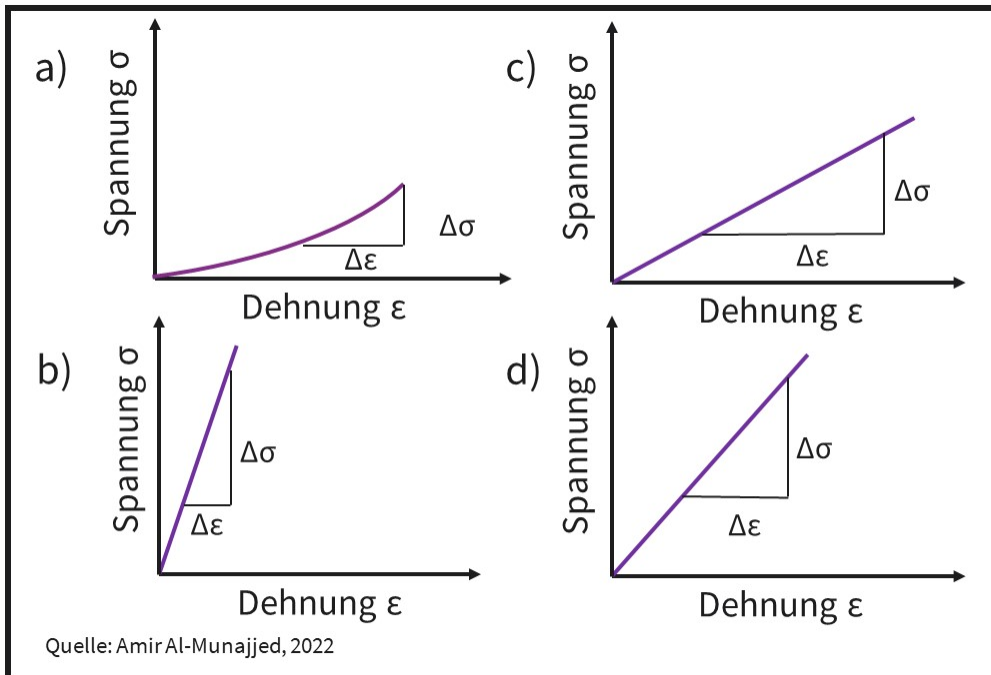 a)
Spannung σ
Δσ
Δε
Dehnung ε
c)
Spannung σ
Δσ
Δε
Dehnung ε
b)
Spannung σ
Δσ
Δε
Dehnung ε
d)
Spannung σ
Δσ
Δε
Dehnung ε
Quelle: Amir Al-Munajjed, 2022